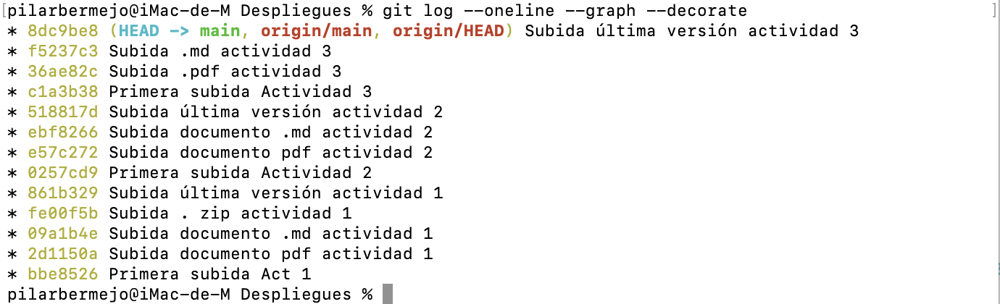 [pilarbermejo@iMac-de-M Despliegues % git log --oneline --graph --decorate ]
* 8dc9be8 (HEAD -> main, origin/main, origin/HEAD) Subida última versión actividad 3
* f5237c3 Subida .md actividad 3
* 36ae82c Subida .pdf actividad 3
* c1a3b38 Primera subida Actividad 3
* 518817d Subida última versión actividad 2
* ebf8266 Subida documento .md actividad 2
* e57c272 Subida documento pdf actividad 2
* 0257cd9 Primera subida Actividad 2
* 861b329 Subida última versión actividad 1
* fe00f5b Subida . zip actividad 1
* 09a1b4e Subida documento .md actividad 1
* 2d1150a Subida documento pdf actividad 1
* bbe8526 Primera subida Act 1
pilarbermejo@iMac-de-M Despliegues %